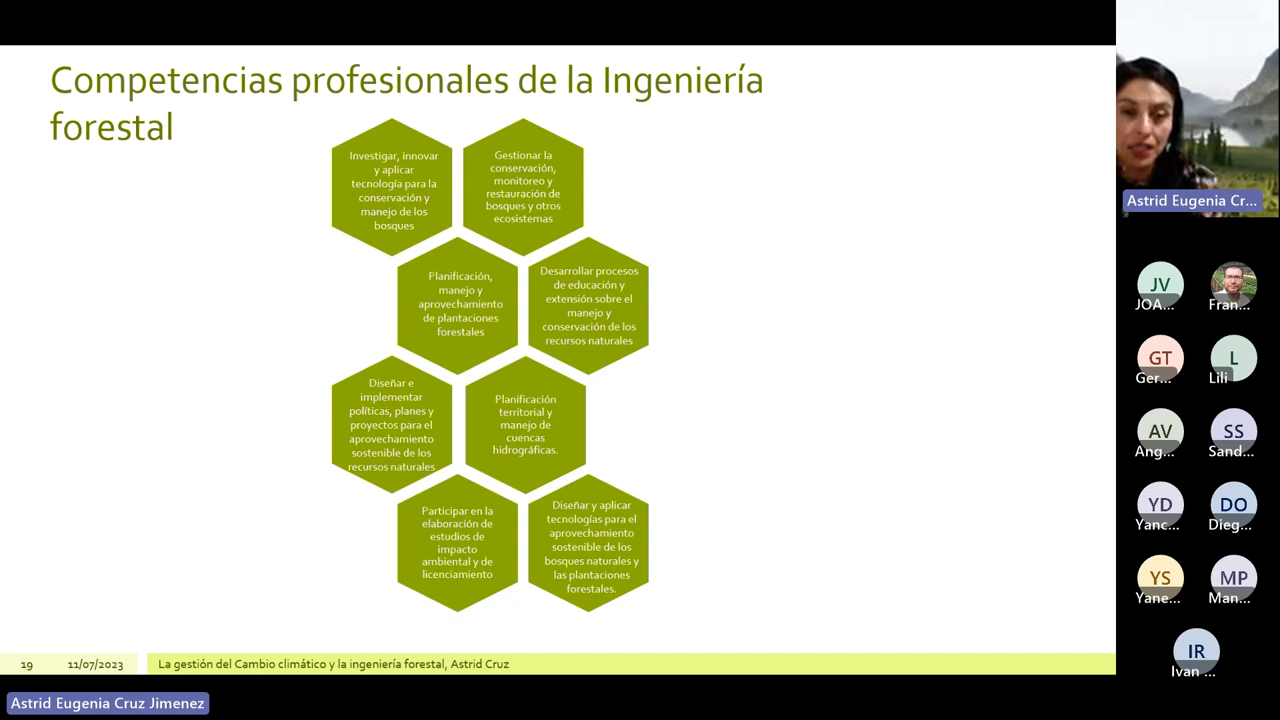 Competencias profesionales de la Ingeniería
forestal
Investigar, innovar
y aplicar
tecnología para la
conservación y
manejo de los
bosques
Gestionar la
conservación,
monitoreo y
restauración de
bosques y otros
ecosistemas
Planificación,
manejo y
aprovechamiento
de plantaciones
forestales
Desarrollar procesos
de educación y
extensión sobre el
manejo y
conservación de los
recursos naturales
Diseñar e
implementar
políticas, planes y
proyectos para el
aprovechamiento
sostenible de los
recursos naturales
Planificación
territorial y
manejo de
cuencas
hidrográficas.
Participar en la
elaboración de
estudios de
impacto
ambiental y de
licenciamiento
Diseñar y aplicar
tecnologías para el
aprovechamiento
sostenible de los
bosques naturales y
las plantaciones
forestales.
19 11/07/2023 La gestión del Cambio climático y la ingeniería forestal, Astrid Cruz
Astrid Eugenia Cruz Jimenez
Astrid Eugenia Cr...
JV
JOA...
Fran...
GT
Ger...
L
Lili
AV
Ang...
SS
Sand...
YD
Yanc...
DO
Dieg...
YS
Yane...
MP
Man...
IR
Ivan ...